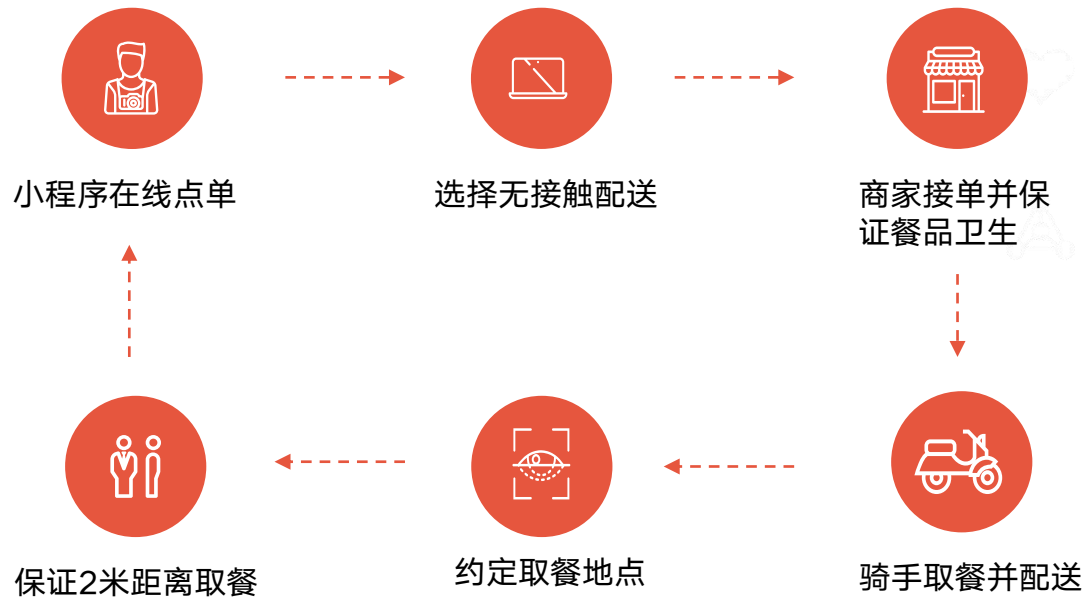 小程序在线点单
选择无接触配送
商家接单并保
证餐品卫生
保证2米距离取餐
约定取餐地点
骑手取餐并配送